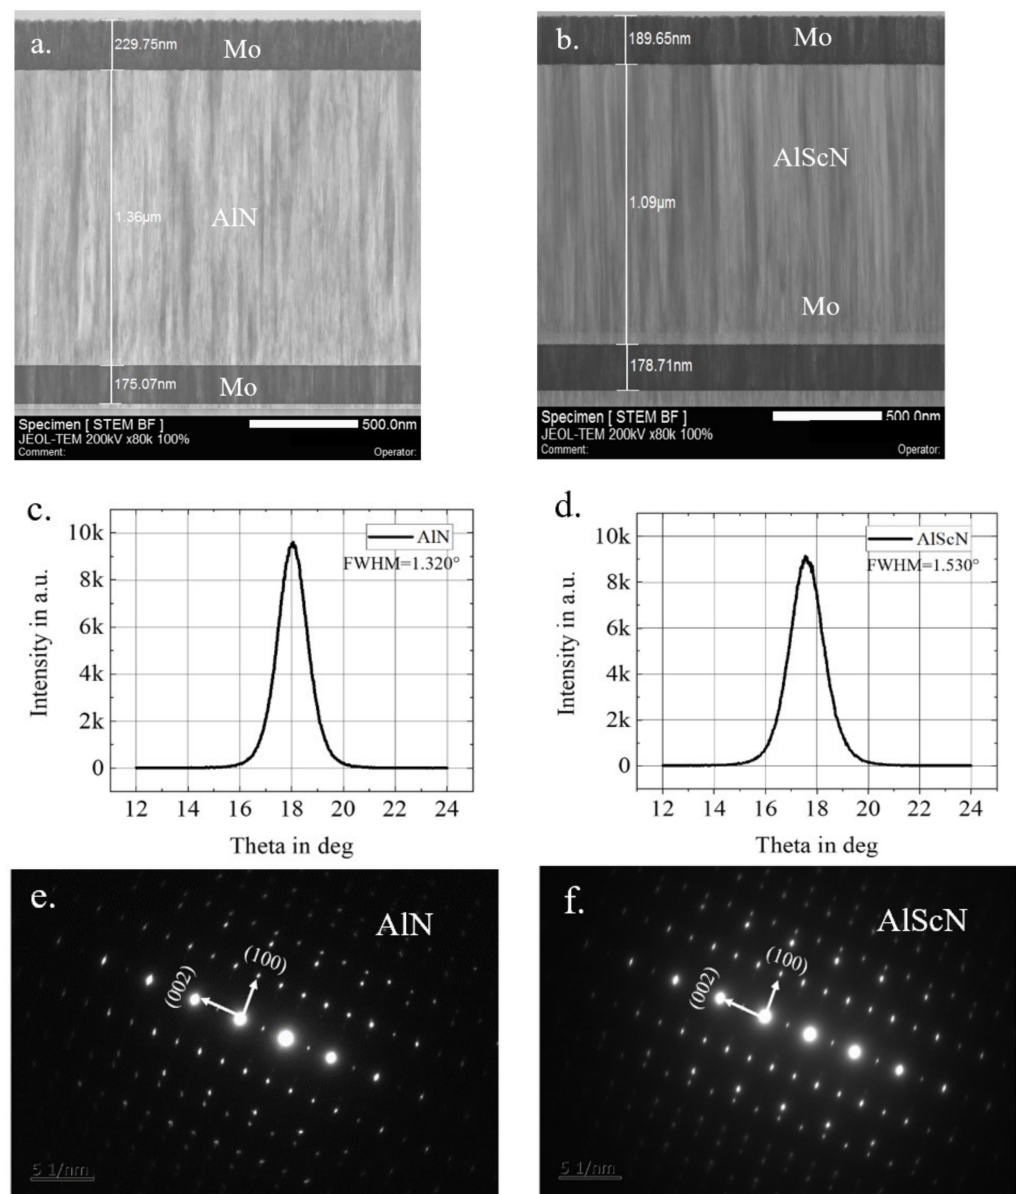 a.
229.75nm
Mo
1.36µm
AlN
175.07nm
Mo
Specimen [ STEM BF ]
500.0nm
JEOL-TEM 200kV x80k 100%
Comment:
Operator:
b.
189.65nm
Mo
AlScN
1.09µm
Mo
178.71nm
Specimen [ STEM BF ]
500.0nm
JEOL-TEM 200kV x80k 100%
Comment:
Operator:
c.
10k
8k
6k
4k
2k
0
Intensity in a.u.
AlN
FWHM=1.320°
12 14 16 18 20 22 24
Theta in deg
d.
10k
8k
6k
4k
2k
0
Intensity in a.u.
AlScN
FWHM=1.530°
12 14 16 18 20 22 24
Theta in deg
e.
AlN
(100)
(002)
5 1/nm
f.
AlScN
(100)
(002)
5 1/nm